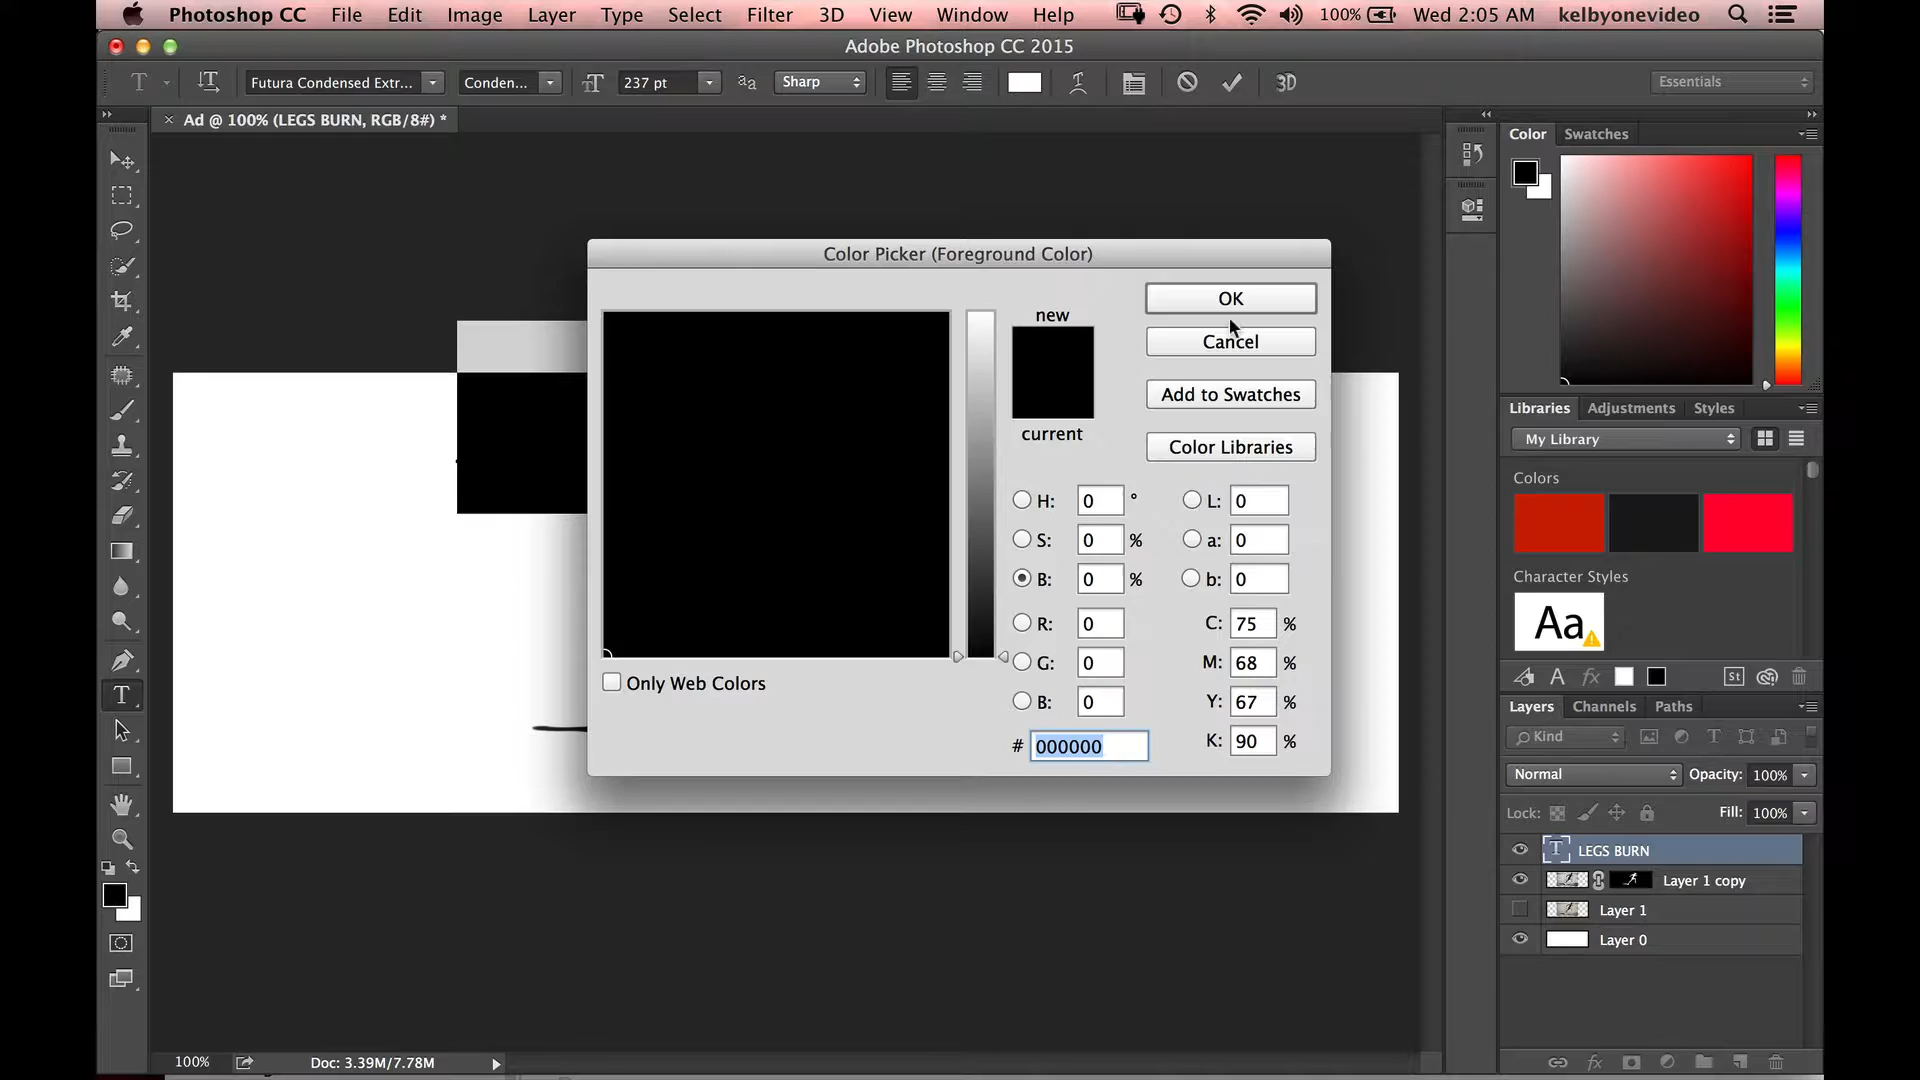 Photoshop CC File Edit Image Layer Type Select Filter 3D View Window Help 100% Wed 2:05 AM kelbyonevideo
Adobe Photoshop CC 2015
T Futura Condensed Extr... Conden... 237 pt aa Sharp 3D Essentials
× Ad @ 100% (LEGS BURN, RGB/8#) *
Color Swatches
Color Picker (Foreground Color)
new
OK
Cancel
Add to Swatches
current
Color Libraries
H: 0 ° L: 0
S: 0 % a: 0
B: 0 % b: 0
R: 0 C: 75 %
G: 0 M: 68 %
B: 0 Y: 67 %
# 000000 K: 90 %
Only Web Colors
Libraries Adjustments Styles
My Library
Colors
Character Styles
Aa
A fx St
Layers Channels Paths
Kind T
Normal Opacity: 100%
Lock: Fill: 100%
T LEGS BURN
Layer 1 copy
Layer 1
Layer 0
fx
100% Doc: 3.39M/7.78M